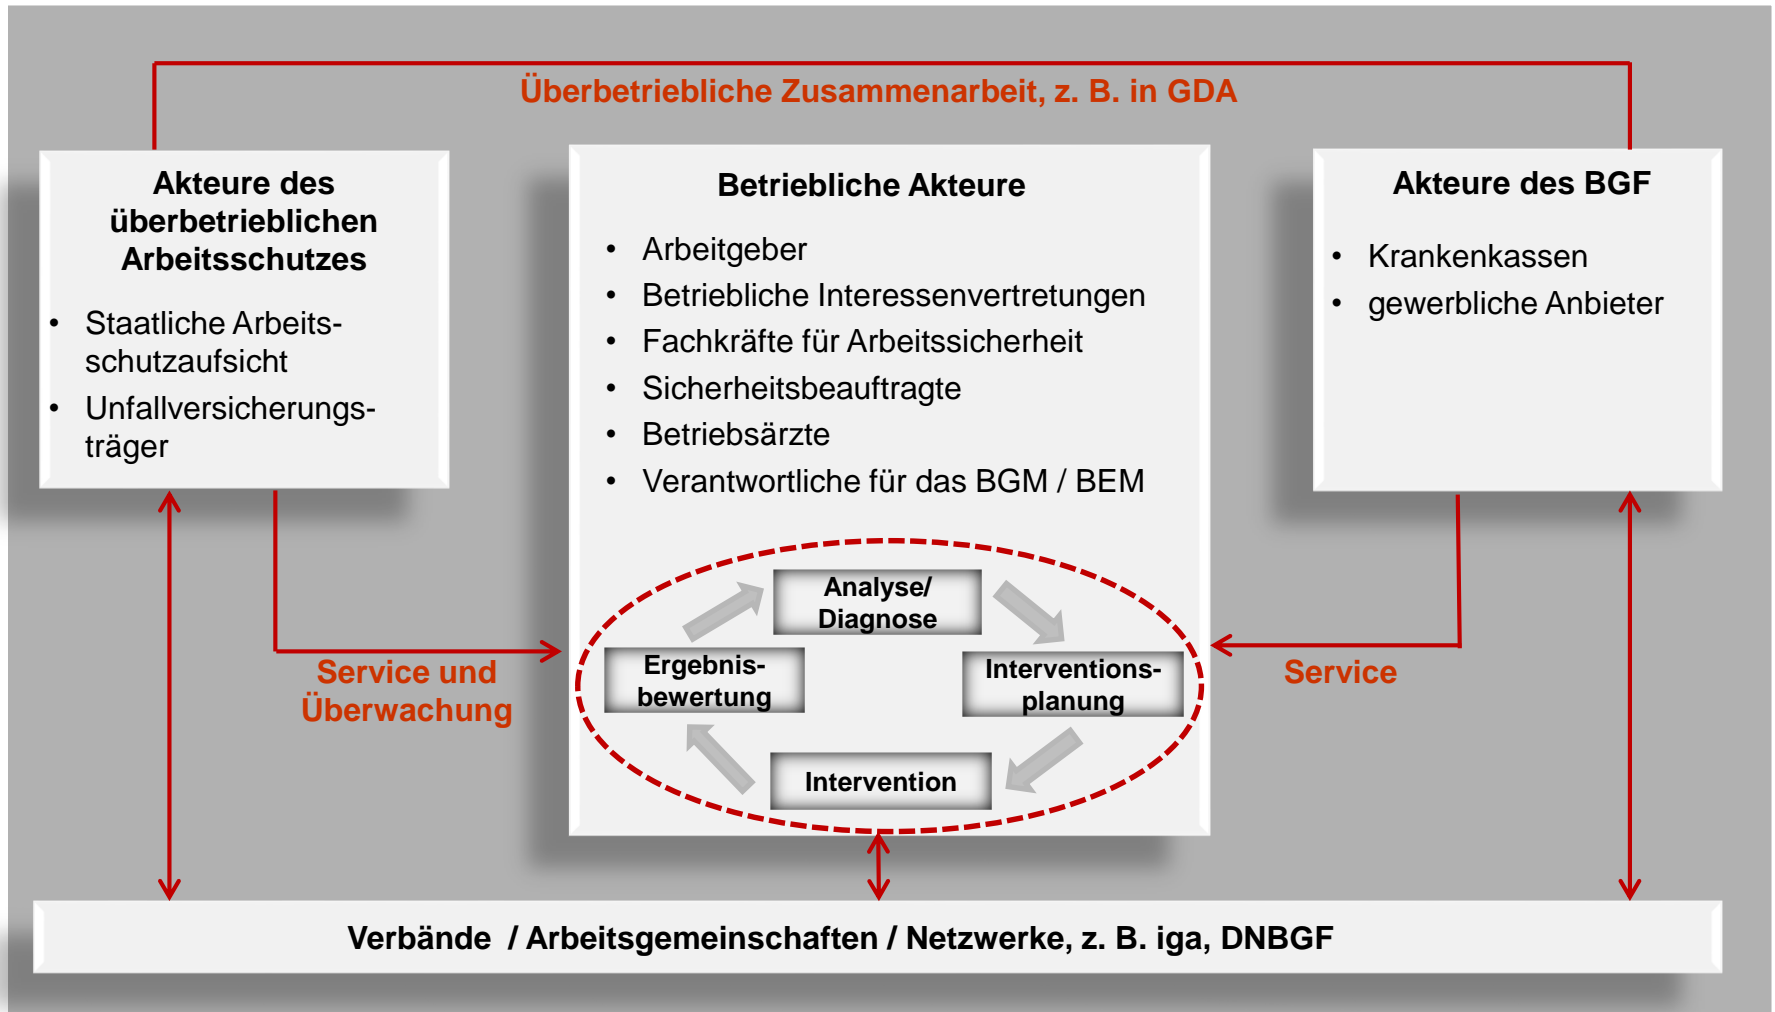 Überbetriebliche Zusammenarbeit, z. B. in GDA
Akteure des
überbetrieblichen
Arbeitsschutzes
• Staatliche Arbeits-
schutzaufsicht
• Unfallversicherungs-
träger
Betriebliche Akteure
• Arbeitgeber
• Betriebliche Interessenvertretungen
• Fachkräfte für Arbeitssicherheit
• Sicherheitsbeauftragte
• Betriebsärzte
• Verantwortliche für das BGM / BEM
Akteure des BGF
• Krankenkassen
• gewerbliche Anbieter
Analyse/
Diagnose
Interventions-
planung
Intervention
Ergebnis-
bewertung
Service und
Überwachung
Service
Verbände / Arbeitsgemeinschaften / Netzwerke, z. B. iga, DNBGF